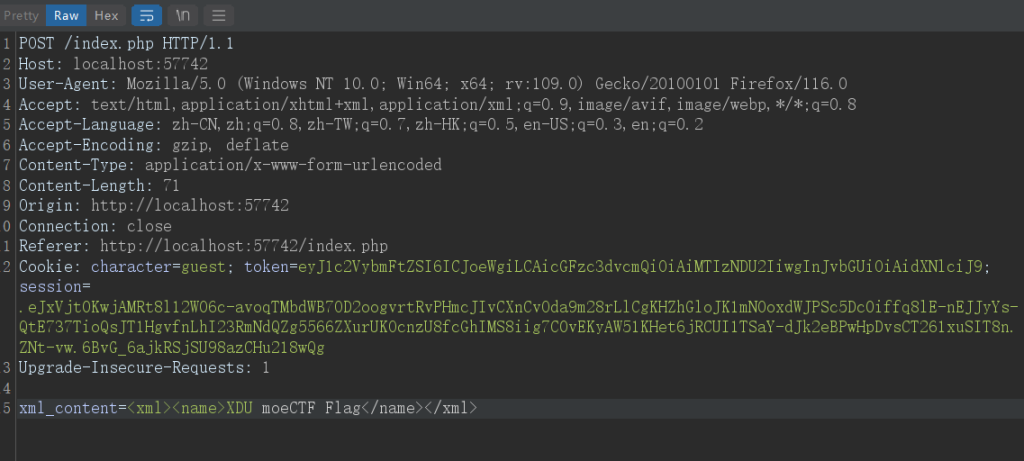 Pretty Raw Hex \n
1 POST /index.php HTTP/1.1
2 Host: localhost:57742
3 User-Agent: Mozilla/5.0 (Windows NT 10.0; Win64; x64; rv:109.0) Gecko/20100101 Firefox/116.0
4 Accept: text/html,application/xhtml+xml,application/xml;q=0.9,image/avif,image/webp,*/*;q=0.8
5 Accept-Language: zh-CN,zh;q=0.8,zh-TW;q=0.7,zh-HK;q=0.5,en-US;q=0.3,en;q=0.2
6 Accept-Encoding: gzip, deflate
7 Content-Type: application/x-www-form-urlencoded
8 Content-Length: 71
9 Origin: http://localhost:57742
0 Connection: close
1 Referer: http://localhost:57742/index.php
2 Cookie: character=guest; token=eyJ1c2VybmFtZSI6ICJoeWgiLCAicGFzc3dvcmQiOiAiMTIzNDU2IiwgInJvbGUiOiAidXNlciJ9;
session=
.eJxVjtOKwjAMRt8l12WO6c-avoqTMbdWB7OD2oogvrtRvPHmcJIvCXnCvOda9m28rLlCgKHZhGloJK1mNOoxdWJPSc5DcOiffq8lE-nEJJyYs-
QtE737TioQsJT1HgvfnLhI23RmNdQZg5566ZXurUKOcnzU8fcGhIMS8iig7COvEKyAW51KHet6jRCUI1TSaY-dJk2eBPwHpDvsCT261xuSIT8n.
ZNt-vw.6BvG_6ajkRSjSU98azCHu218wQg
3 Upgrade-Insecure-Requests: 1
4
5 xml_content=<xml><name>XDU moeCTF Flag</name></xml>